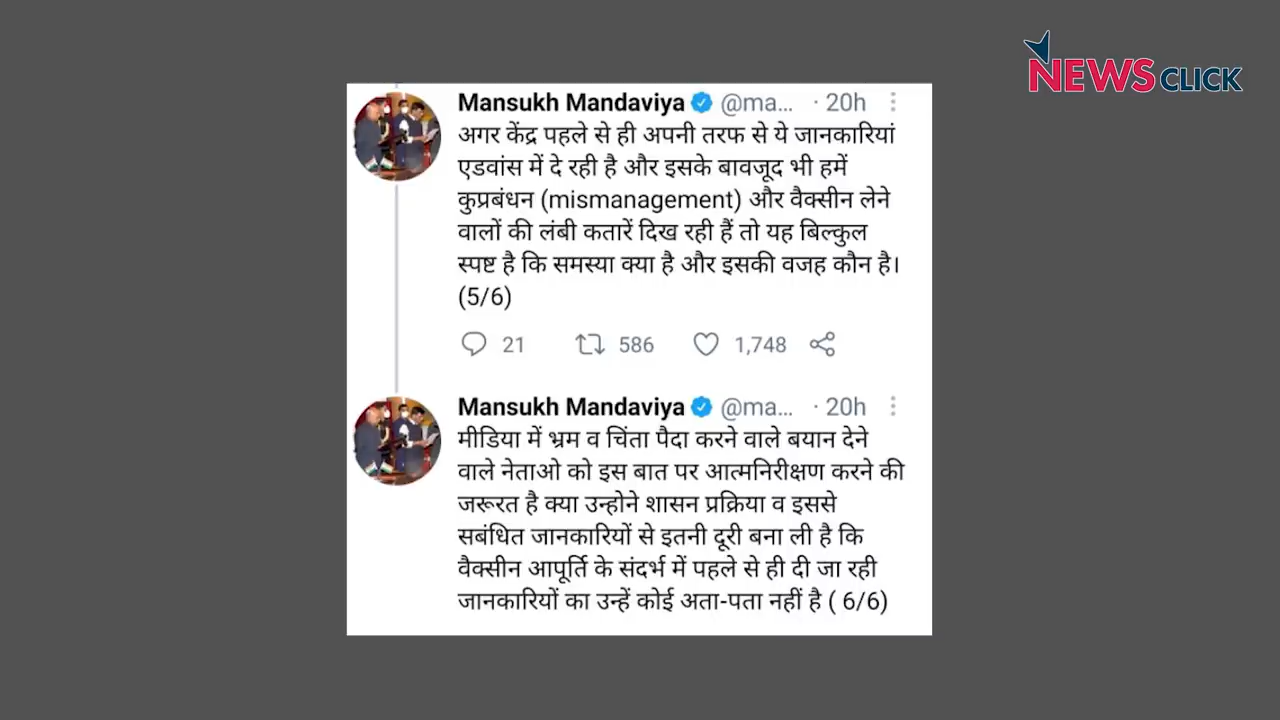 NEWSCLICK
Mansukh Mandaviya @ma... · 20h
अगर केंद्र पहले से ही अपनी तरफ से ये जानकारियां
एडवांस में दे रही है और इसके बावजूद भी हमें
कुप्रबंधन (mismanagement) और वैक्सीन लेने
वालों की लंबी कतारें दिख रही हैं तो यह बिल्कुल
स्पष्ट है कि समस्या क्या है और इसकी वजह कौन है।
(5/6)
21 586 1,748
Mansukh Mandaviya @ma... · 20h
मीडिया में भ्रम व चिंता पैदा करने वाले बयान देने
वाले नेताओ को इस बात पर आत्मनिरीक्षण करने की
जरूरत है क्या उन्होने शासन प्रक्रिया व इससे
सबंधित जानकारियों से इतनी दूरी बना ली है कि
वैक्सीन आपूर्ति के संदर्भ में पहले से ही दी जा रही
जानकारियों का उन्हें कोई अता-पता नहीं है ( 6/6)